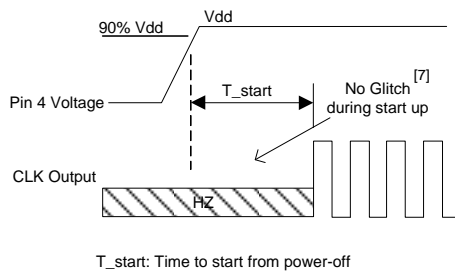 Vdd
90% Vdd
T_start
No Glitch [7]
during start up
Pin 4 Voltage
CLK Output
HZ
T_start: Time to start from power-off